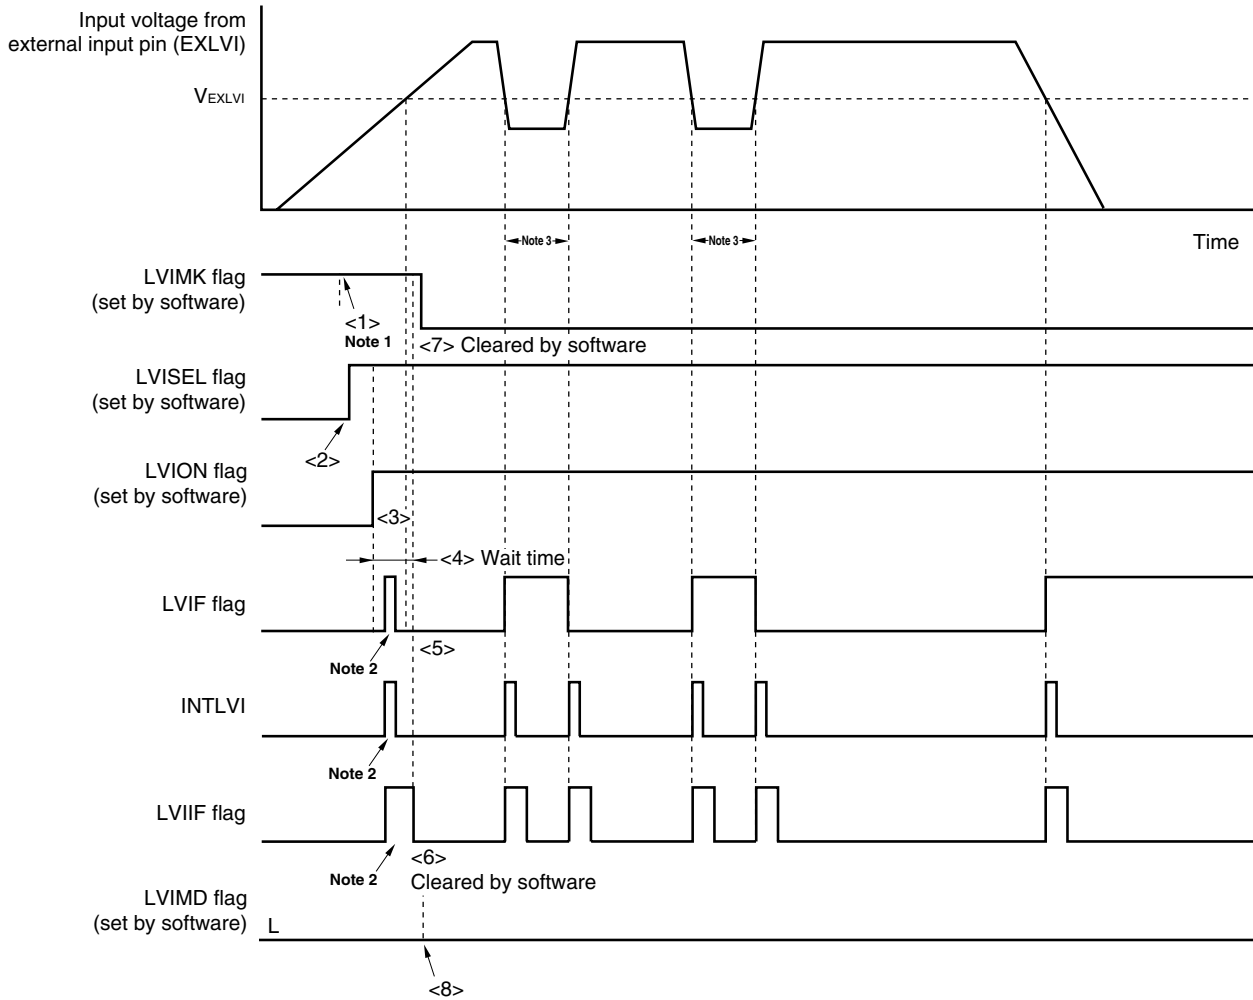 Input voltage from
external input pin (EXLVI)
VEXLVI
Note 3
Note 3
Time
LVIMK flag
(set by software)
<1>
Note 1
<7> Cleared by software
LVISEL flag
(set by software)
<2>
LVION flag
(set by software)
<3>
<4> Wait time
LVIF flag
Note 2
<5>
INTLVI
Note 2
LVIIF flag
Note 2
<6>
Cleared by software
LVIMD flag
(set by software)
L
<8>